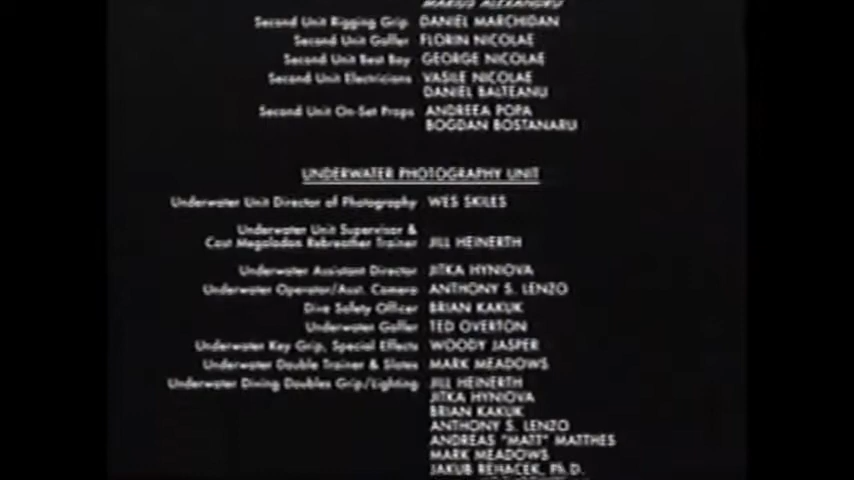 MARIUS ALEXANDRU
Second Unit Rigging Grip DANIEL MARCHIDAN
Second Unit Gaffer FLORIN NICOLAE
Second Unit Best Boy GEORGE NICOLAE
Second Unit Electricians VASILE NICOLAE
DANIEL BALTEANU
Second Unit On-Set Props ANDREEA POPA
BOGDAN BOSTANARU
UNDERWATER PHOTOGRAPHY UNIT
Underwater Unit Director of Photography WES SKILES
Underwater Unit Supervisor &
Cast Megalodon Rebreather Trainer JILL HEINERTH
Underwater Assistant Director JITKA HYNIOVA
Underwater Operator/Asst. Camera ANTHONY S. LENZO
Dive Safety Officer BRIAN KAKUK
Underwater Gaffer TED OVERTON
Underwater Key Grip, Special Effects WOODY JASPER
Underwater Double Trainer & Slates MARK MEADOWS
Underwater Diving Doubles Grip/Lighting JILL HEINERTH
JITKA HYNIOVA
BRIAN KAKUK
ANTHONY S. LENZO
ANDREAS "MATT" MATTHES
MARK MEADOWS
JAKUB REHACEK, Ph.D.